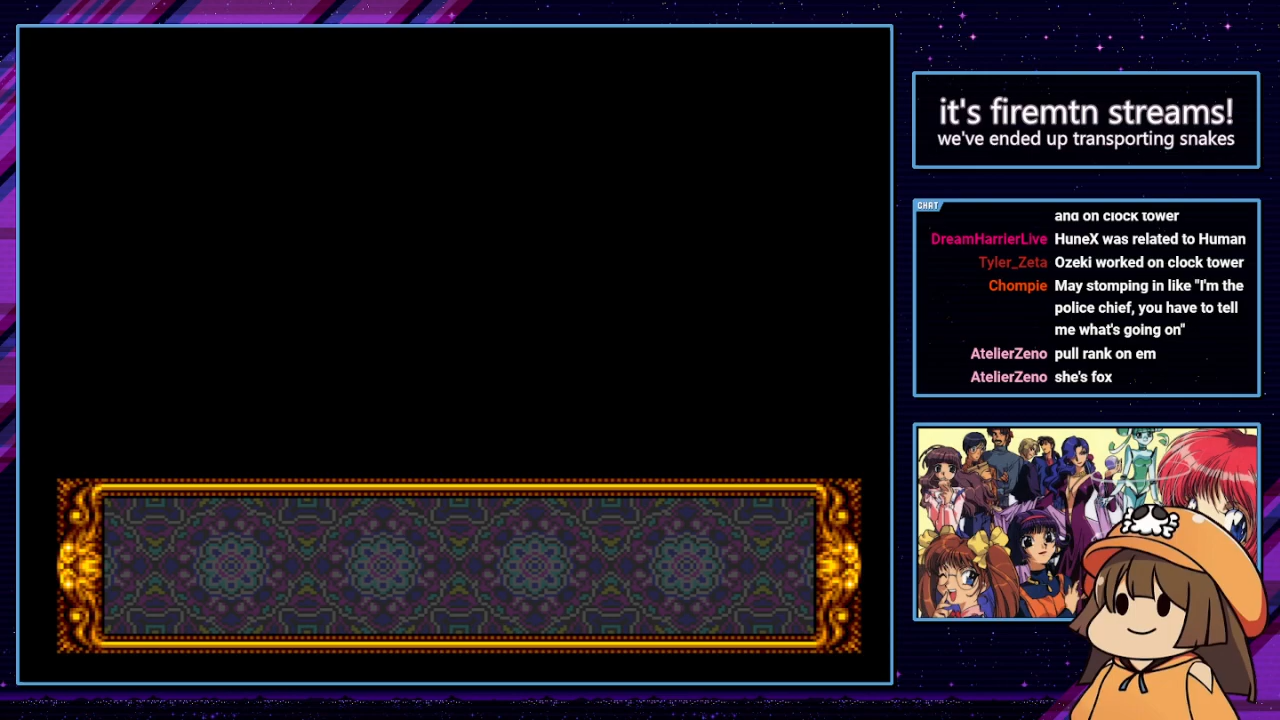 it's firemtn streams!
we've ended up transporting snakes
CHAT
and on clock tower
DreamHarrierLive HuneX was related to Human
Tyler_Zeta Ozeki worked on clock tower
Chompie May stomping in like "I'm the
police chief, you have to tell
me what's going on"
AtelierZeno pull rank on em
AtelierZeno she's fox